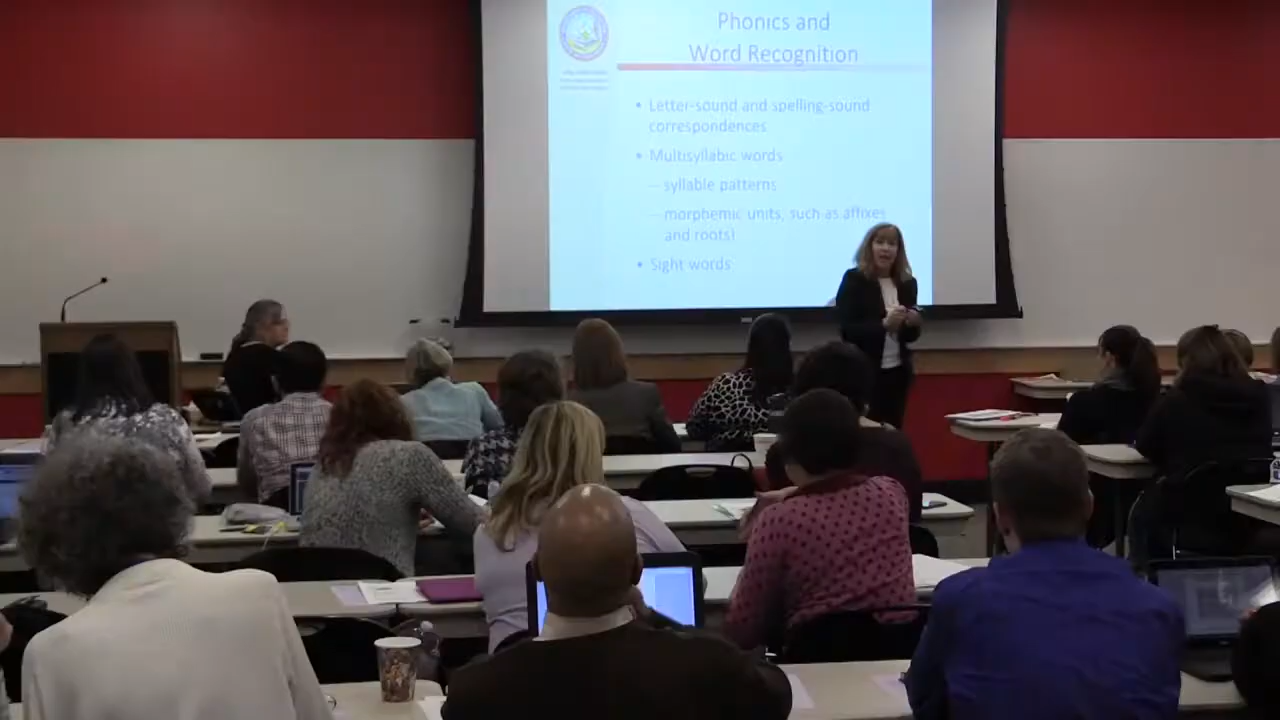 Phonics and
Word Recognition
• Letter-sound and spelling-sound
correspondences
• Multisyllabic words
– syllable patterns
– morphemic units, such as affixes
and roots)
• Sight words